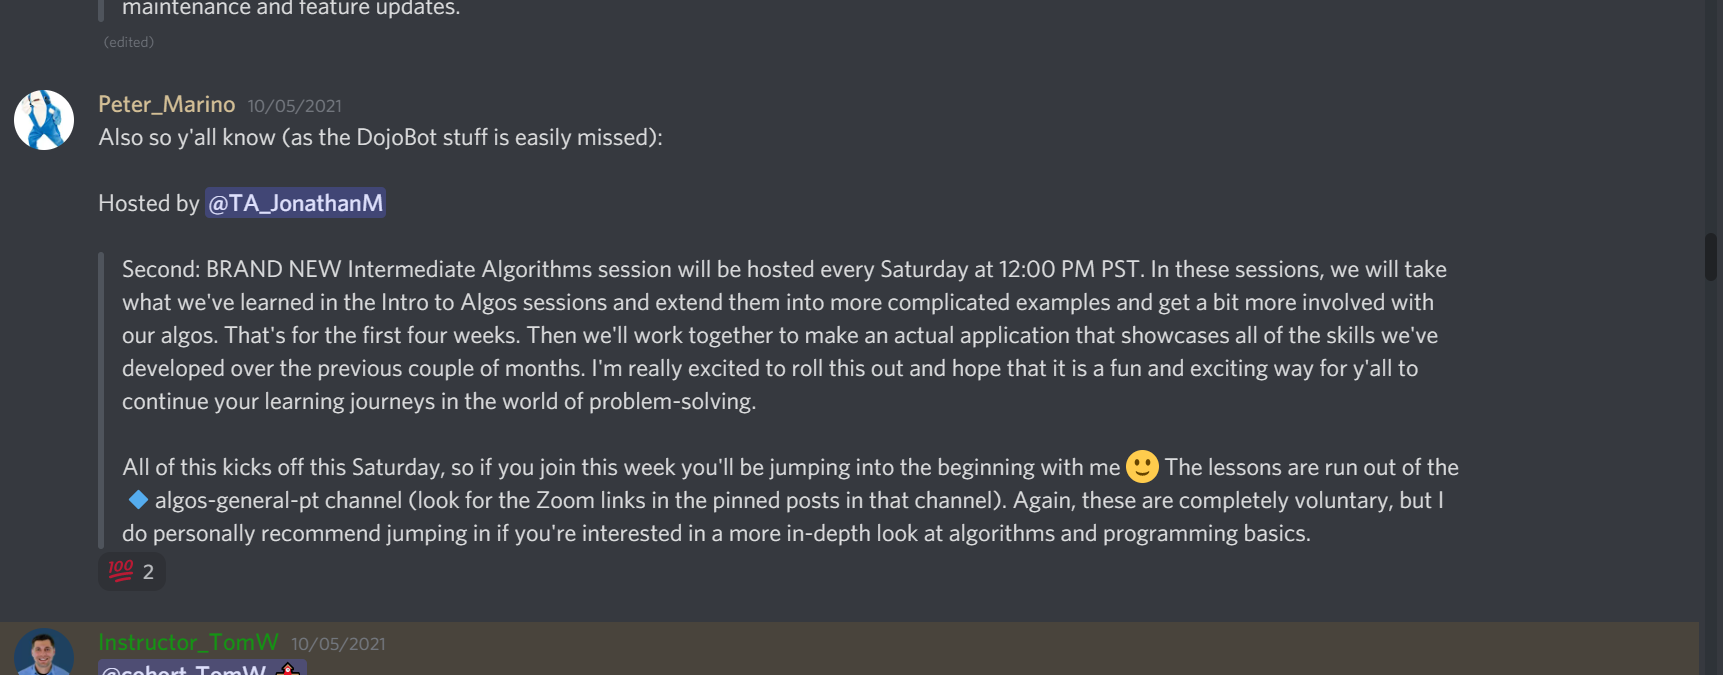 maintenance and feature updates.
(edited)
Peter_Marino 10/05/2021
Also so y'all know (as the DojoBot stuff is easily missed):
Hosted by @TA_JonathanM
Second: BRAND NEW Intermediate Algorithms session will be hosted every Saturday at 12:00 PM PST. In these sessions, we will take
what we've learned in the Intro to Algos sessions and extend them into more complicated examples and get a bit more involved with
our algos. That's for the first four weeks. Then we'll work together to make an actual application that showcases all of the skills we've
developed over the previous couple of months. I'm really excited to roll this out and hope that it is a fun and exciting way for y'all to
continue your learning journeys in the world of problem-solving.
All of this kicks off this Saturday, so if you join this week you'll be jumping into the beginning with me 🙂 The lessons are run out of the
🔹 algos-general-pt channel (look for the Zoom links in the pinned posts in that channel). Again, these are completely voluntary, but I
do personally recommend jumping in if you're interested in a more in-depth look at algorithms and programming basics.
💯 2
Instructor_TomW 10/05/2021
@cohort_TomW